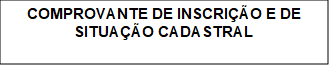 COMPROVANTE DE INSCRIÇÃO E DE
SITUAÇÃO CADASTRAL